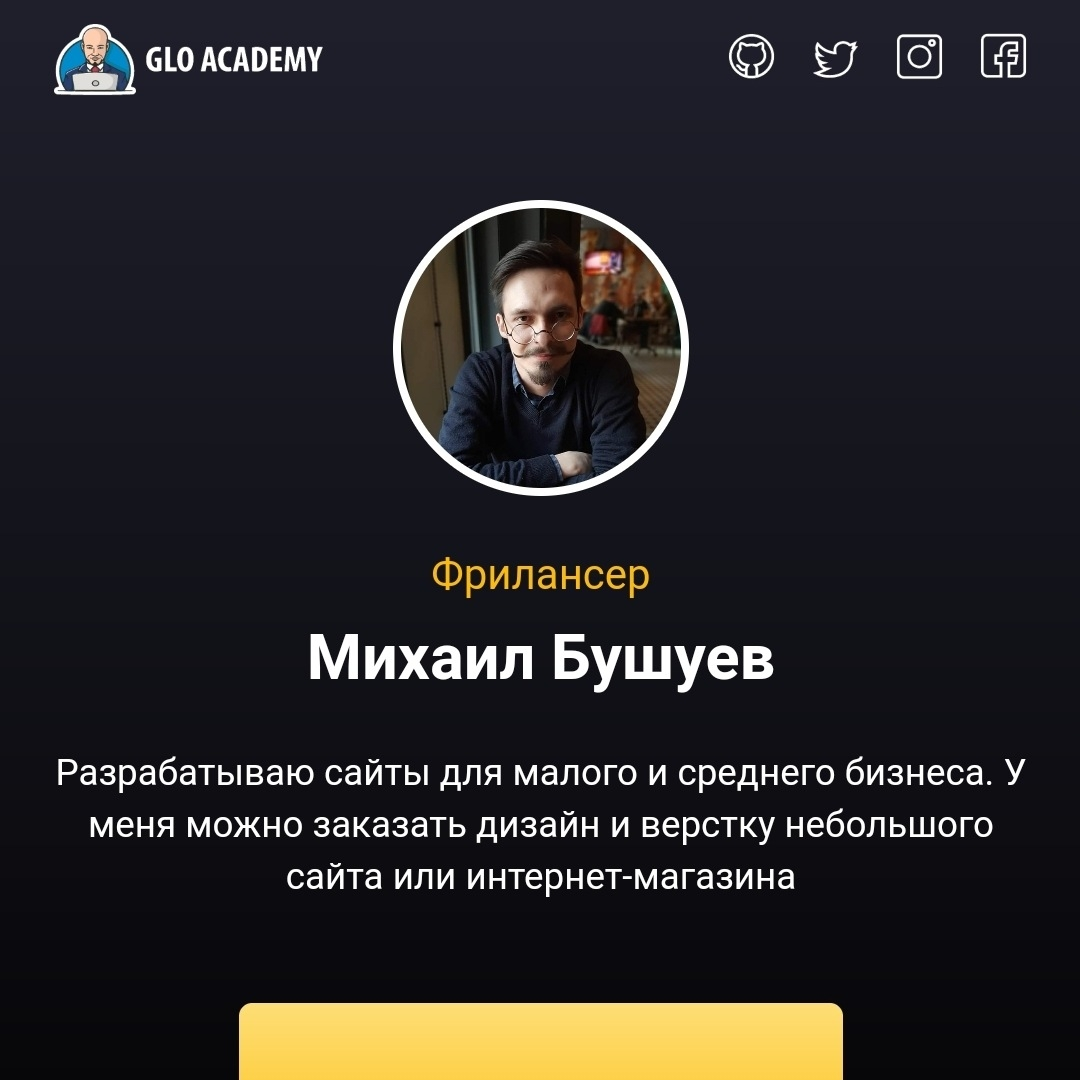 GLO ACADEMY
Фрилансер
Михаил Бушуев
Разрабатываю сайты для малого и среднего бизнеса. У
меня можно заказать дизайн и верстку небольшого
сайта или интернет-магазина